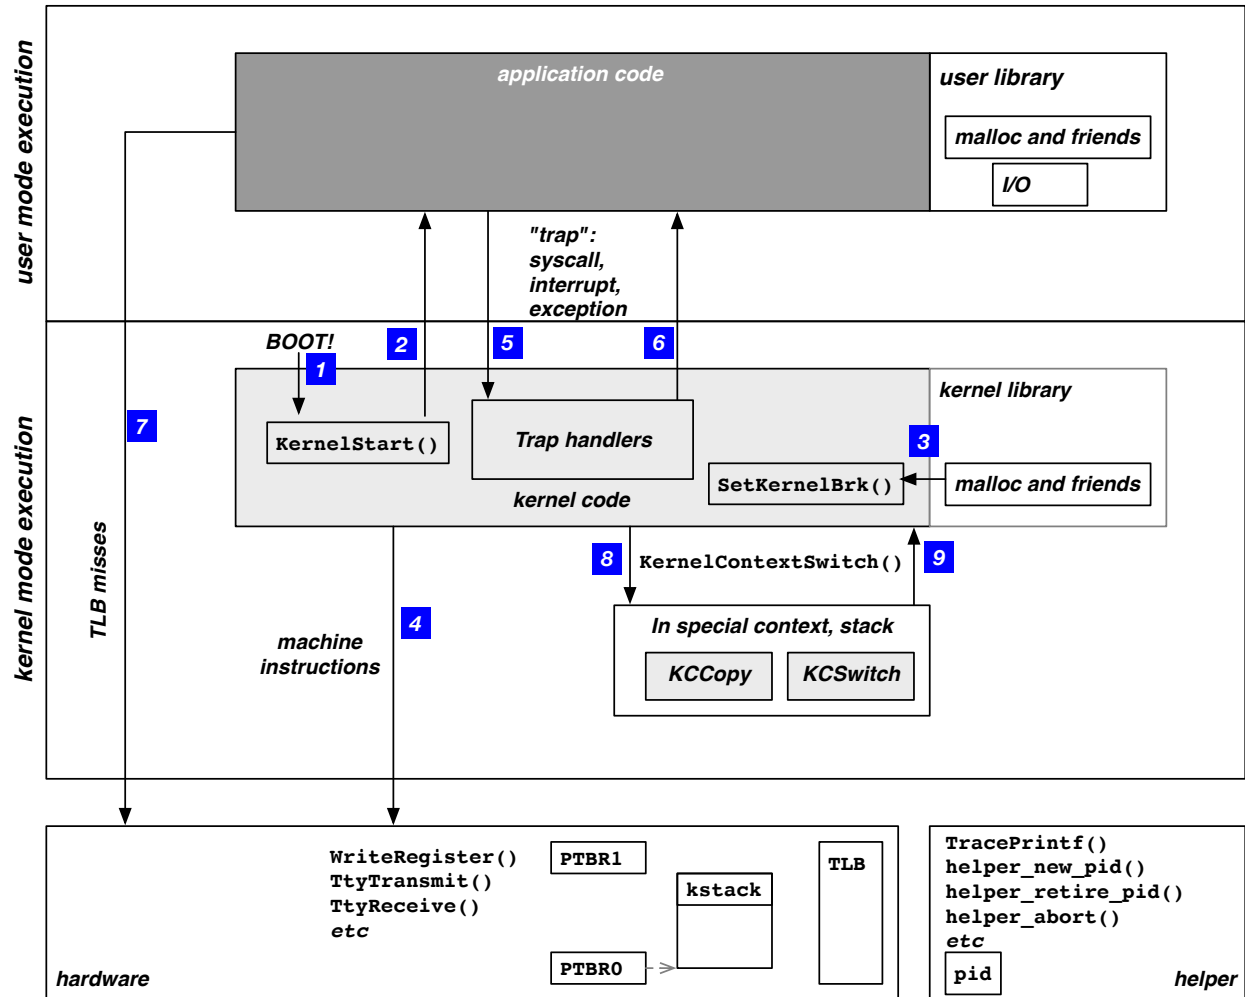 user mode execution
application code
user library
malloc and friends
I/O
"trap":
syscall,
interrupt,
exception
kernel mode execution
BOOT!
1
2
5
6
7
KernelStart()
Trap handlers
kernel code
kernel library
3
SetKernelBrk()
malloc and friends
8
KernelContextSwitch()
9
TLB misses
machine
instructions
4
In special context, stack
KCCopy
KCSwitch
WriteRegister()
TtyTransmit()
TtyReceive()
etc
PTBR1
kstack
PTBR0
TLB
hardware
TracePrintf()
helper_new_pid()
helper_retire_pid()
helper_abort()
etc
pid
helper